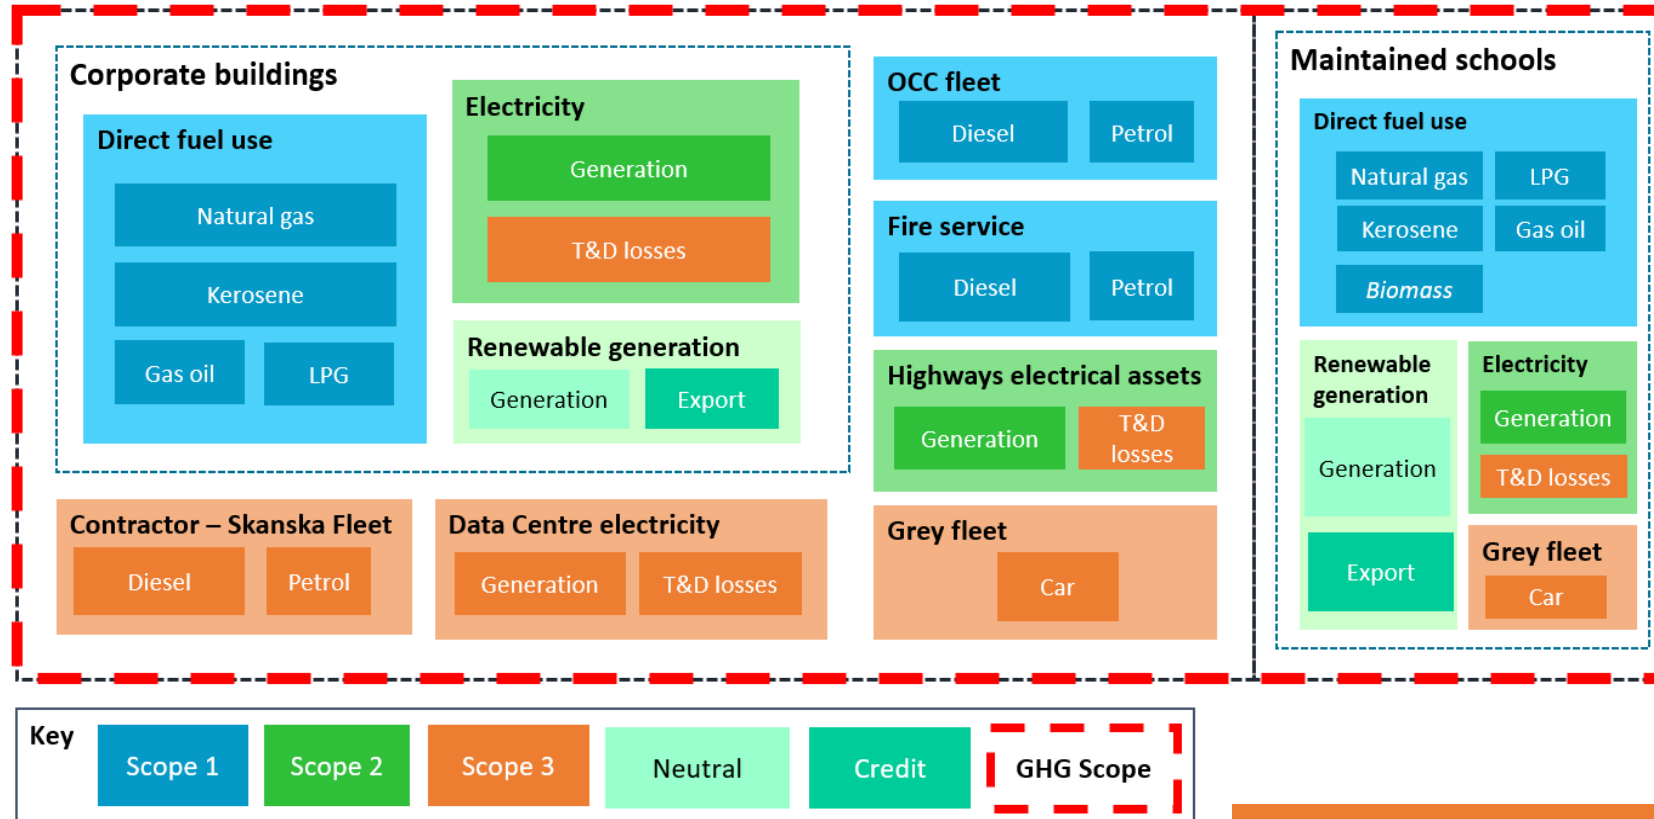 Corporate buildings
Direct fuel use
Natural gas
Kerosene
Gas oil
LPG
Electricity
Generation
T&D losses
Renewable generation
Generation
Export
Contractor – Skanska Fleet
Diesel
Petrol
Data Centre electricity
Generation
T&D losses
OCC fleet
Diesel
Petrol
Fire service
Diesel
Petrol
Highways electrical assets
Generation
T&D
losses
Grey fleet
Car
Maintained schools
Direct fuel use
Natural gas
LPG
Kerosene
Gas oil
Biomass
Renewable
generation
Generation
Export
Electricity
Generation
T&D losses
Grey fleet
Car
Key
Scope 1
Scope 2
Scope 3
Neutral
Credit
GHG Scope